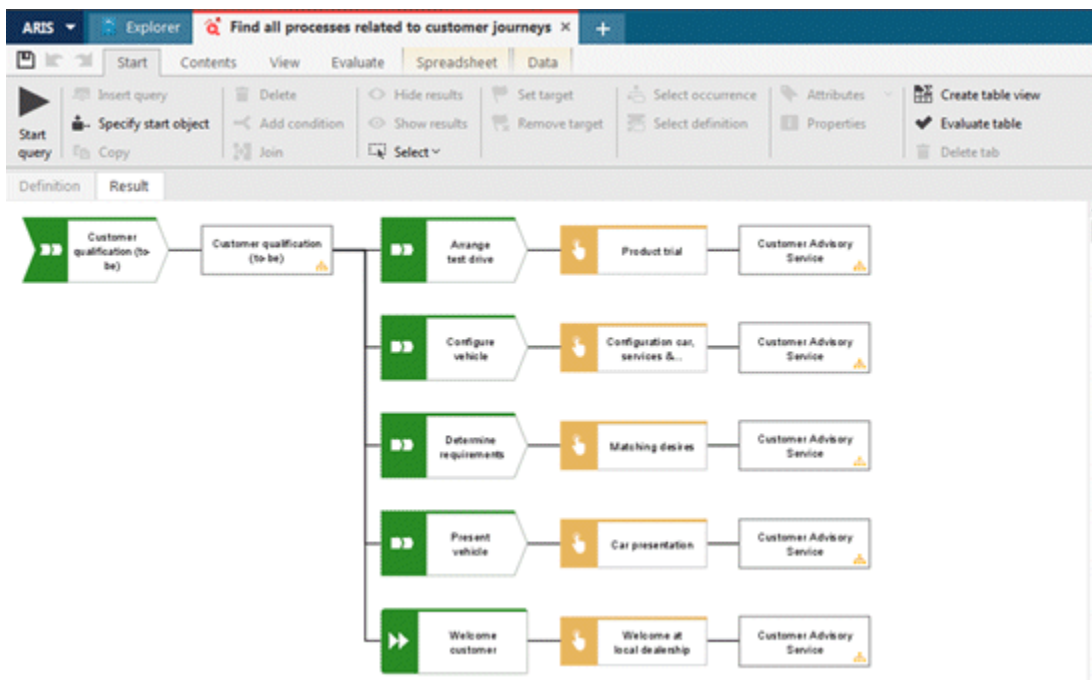 ARIS Explorer Find all processes related to customer journeys × +
Start Contents View Evaluate Spreadsheet Data
Insert query Delete Hide results Set target Select occurrence Attributes Create table view
Start query Specify start object Add condition Show results Remove target Select definition Properties Evaluate table
Copy Join Select Delete tab
Definition Result
Customer
qualification (to-
be)
Customer qualification
(to-be)
Arrange
test drive
Product trial
Customer Advisory
Service
Configure
vehicle
Configuration car,
services &...
Customer Advisory
Service
Determine
requirements
Matching desires
Customer Advisory
Service
Present
vehicle
Car presentation
Customer Advisory
Service
Welcome
customer
Welcome at
local dealership
Customer Advisory
Service